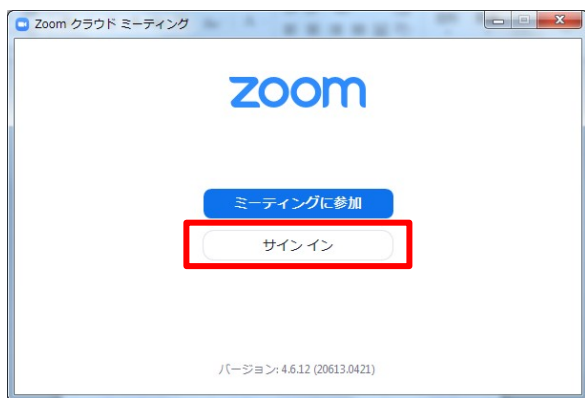 Zoom クラウド ミーティング
zoom
ミーティングに参加
サイン イン
バージョン: 4.6.12 (20613.0421)